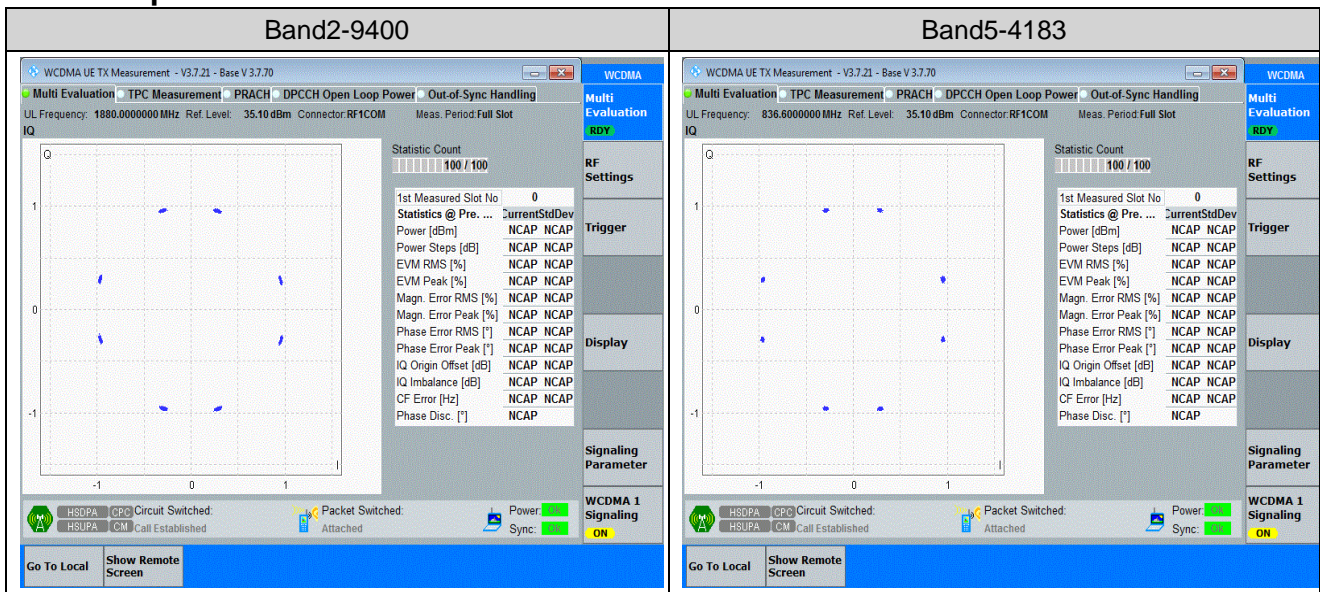 Band2-9400
WCDMA UE TX Measurement - V3.7.21 - Base V 3.7.70
WCDMA
Multi Evaluation TPC Measurement PRACH DPCCH Open Loop Power Out-of-Sync Handling
Multi
Evaluation
RDY
UL Frequency: 1880.0000000 MHz Ref. Level: 35.10 dBm Connector:RF1COM Meas. Period:Full Slot
IQ
Q
Statistic Count
100 / 100
RF
Settings
1st Measured Slot No 0
Statistics @ Pre. ... CurrentStdDev
Power [dBm] NCAP NCAP
Trigger
Power Steps [dB] NCAP NCAP
EVM RMS [%] NCAP NCAP
EVM Peak [%] NCAP NCAP
Magn. Error RMS [%] NCAP NCAP
Magn. Error Peak [%] NCAP NCAP
Phase Error RMS [°] NCAP NCAP
Phase Error Peak [°] NCAP NCAP
Display
IQ Origin Offset [dB] NCAP NCAP
IQ Imbalance [dB] NCAP NCAP
CF Error [Hz] NCAP NCAP
Phase Disc. [°] NCAP
1
0
-1
I
-1 0 1
Signaling
Parameter
HSDPA CPC Circuit Switched: Packet Switched: Power: Ok
HSUPA CM Call Established Attached Sync: Ok
WCDMA 1
Signaling
ON
Go To Local
Show Remote
Screen
Band5-4183
WCDMA UE TX Measurement - V3.7.21 - Base V 3.7.70
WCDMA
Multi Evaluation TPC Measurement PRACH DPCCH Open Loop Power Out-of-Sync Handling
Multi
Evaluation
RDY
UL Frequency: 836.6000000 MHz Ref. Level: 35.10 dBm Connector:RF1COM Meas. Period:Full Slot
IQ
Q
Statistic Count
100 / 100
RF
Settings
1st Measured Slot No 0
Statistics @ Pre. ... CurrentStdDev
Power [dBm] NCAP NCAP
Trigger
Power Steps [dB] NCAP NCAP
EVM RMS [%] NCAP NCAP
EVM Peak [%] NCAP NCAP
Magn. Error RMS [%] NCAP NCAP
Magn. Error Peak [%] NCAP NCAP
Phase Error RMS [°] NCAP NCAP
Phase Error Peak [°] NCAP NCAP
Display
IQ Origin Offset [dB] NCAP NCAP
IQ Imbalance [dB] NCAP NCAP
CF Error [Hz] NCAP NCAP
Phase Disc. [°] NCAP
1
0
-1
I
-1 0 1
Signaling
Parameter
HSDPA CPC Circuit Switched: Packet Switched: Power: Ok
HSUPA CM Call Established Attached Sync: Ok
WCDMA 1
Signaling
ON
Go To Local
Show Remote
Screen